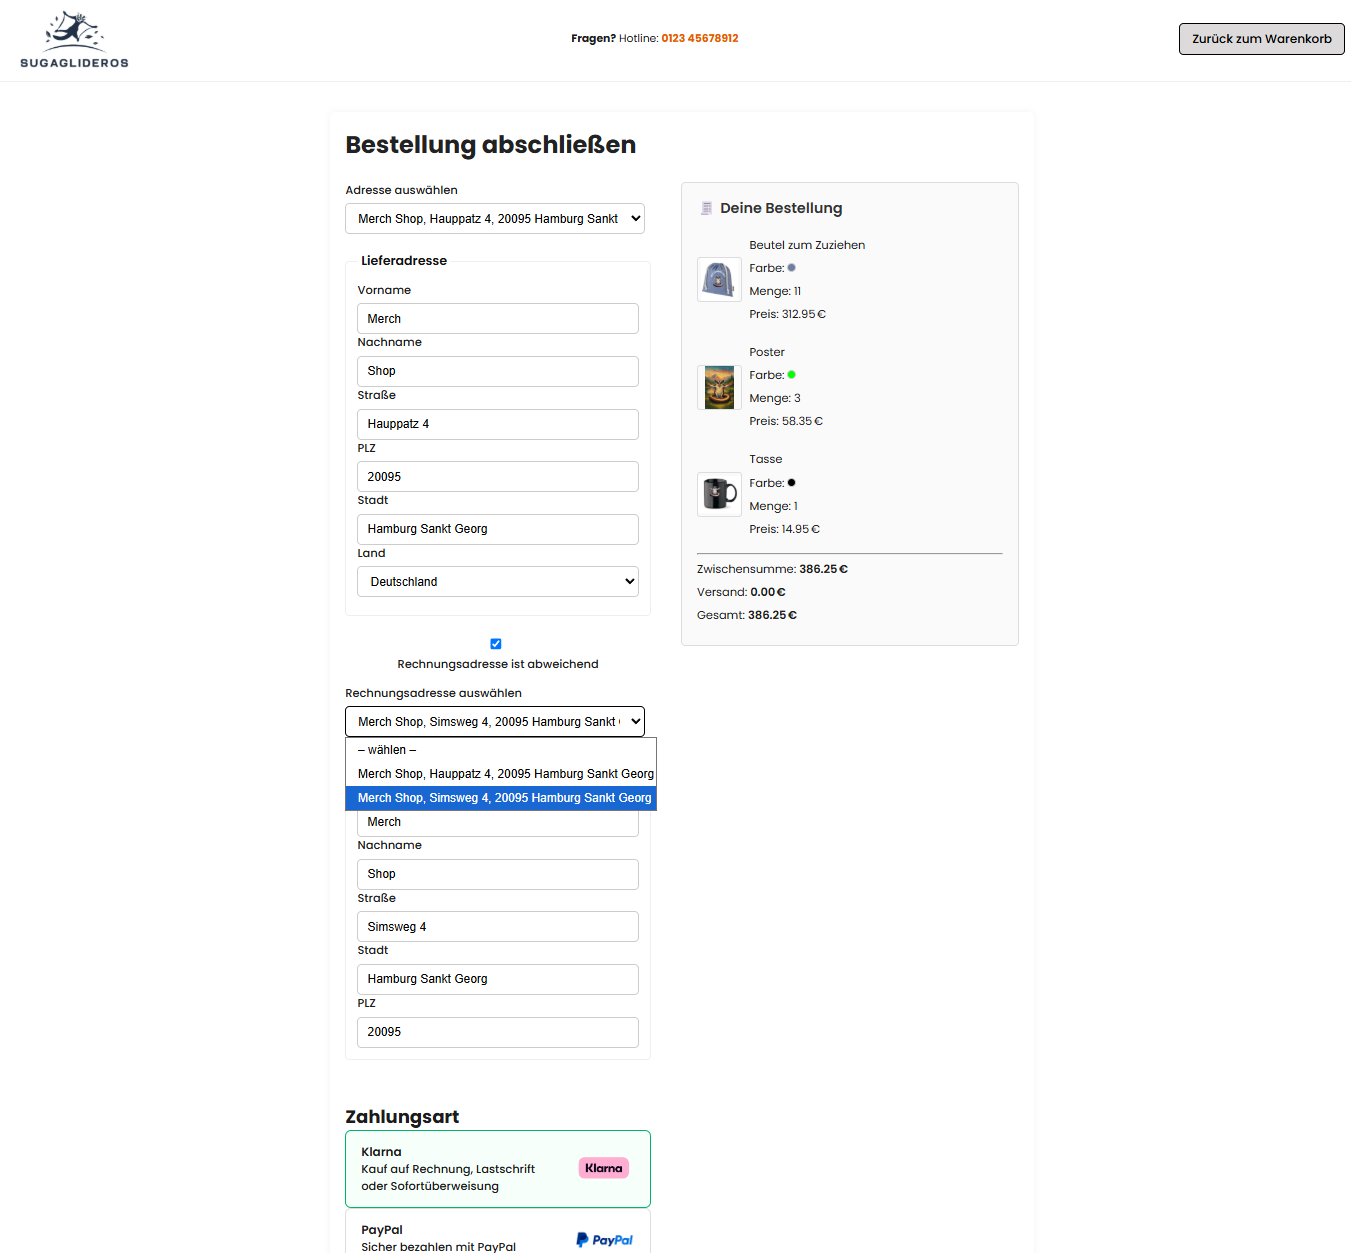 SUGAGLIDEROS
Fragen? Hotline: 0123 45678912
Zurück zum Warenkorb
Bestellung abschließen
Adresse auswählen
Merch Shop, Hauppatz 4, 20095 Hamburg Sankt
Lieferadresse
Vorname
Merch
Nachname
Shop
Straße
Hauppatz 4
PLZ
20095
Stadt
Hamburg Sankt Georg
Land
Deutschland
Rechnungsadresse ist abweichend
Rechnungsadresse auswählen
Merch Shop, Simsweg 4, 20095 Hamburg Sankt
– wählen –
Merch Shop, Hauppatz 4, 20095 Hamburg Sankt Georg
Merch Shop, Simsweg 4, 20095 Hamburg Sankt Georg
Merch
Nachname
Shop
Straße
Simsweg 4
Stadt
Hamburg Sankt Georg
PLZ
20095
Zahlungsart
Klarna
Kauf auf Rechnung, Lastschrift
oder Sofortüberweisung
Klarna
PayPal
Sicher bezahlen mit PayPal
PayPal
Deine Bestellung
Beutel zum Zuziehen
Farbe:
Menge: 11
Preis: 312.95 €
Poster
Farbe:
Menge: 3
Preis: 58.35 €
Tasse
Farbe:
Menge: 1
Preis: 14.95 €
Zwischensumme: 386.25 €
Versand: 0.00 €
Gesamt: 386.25 €